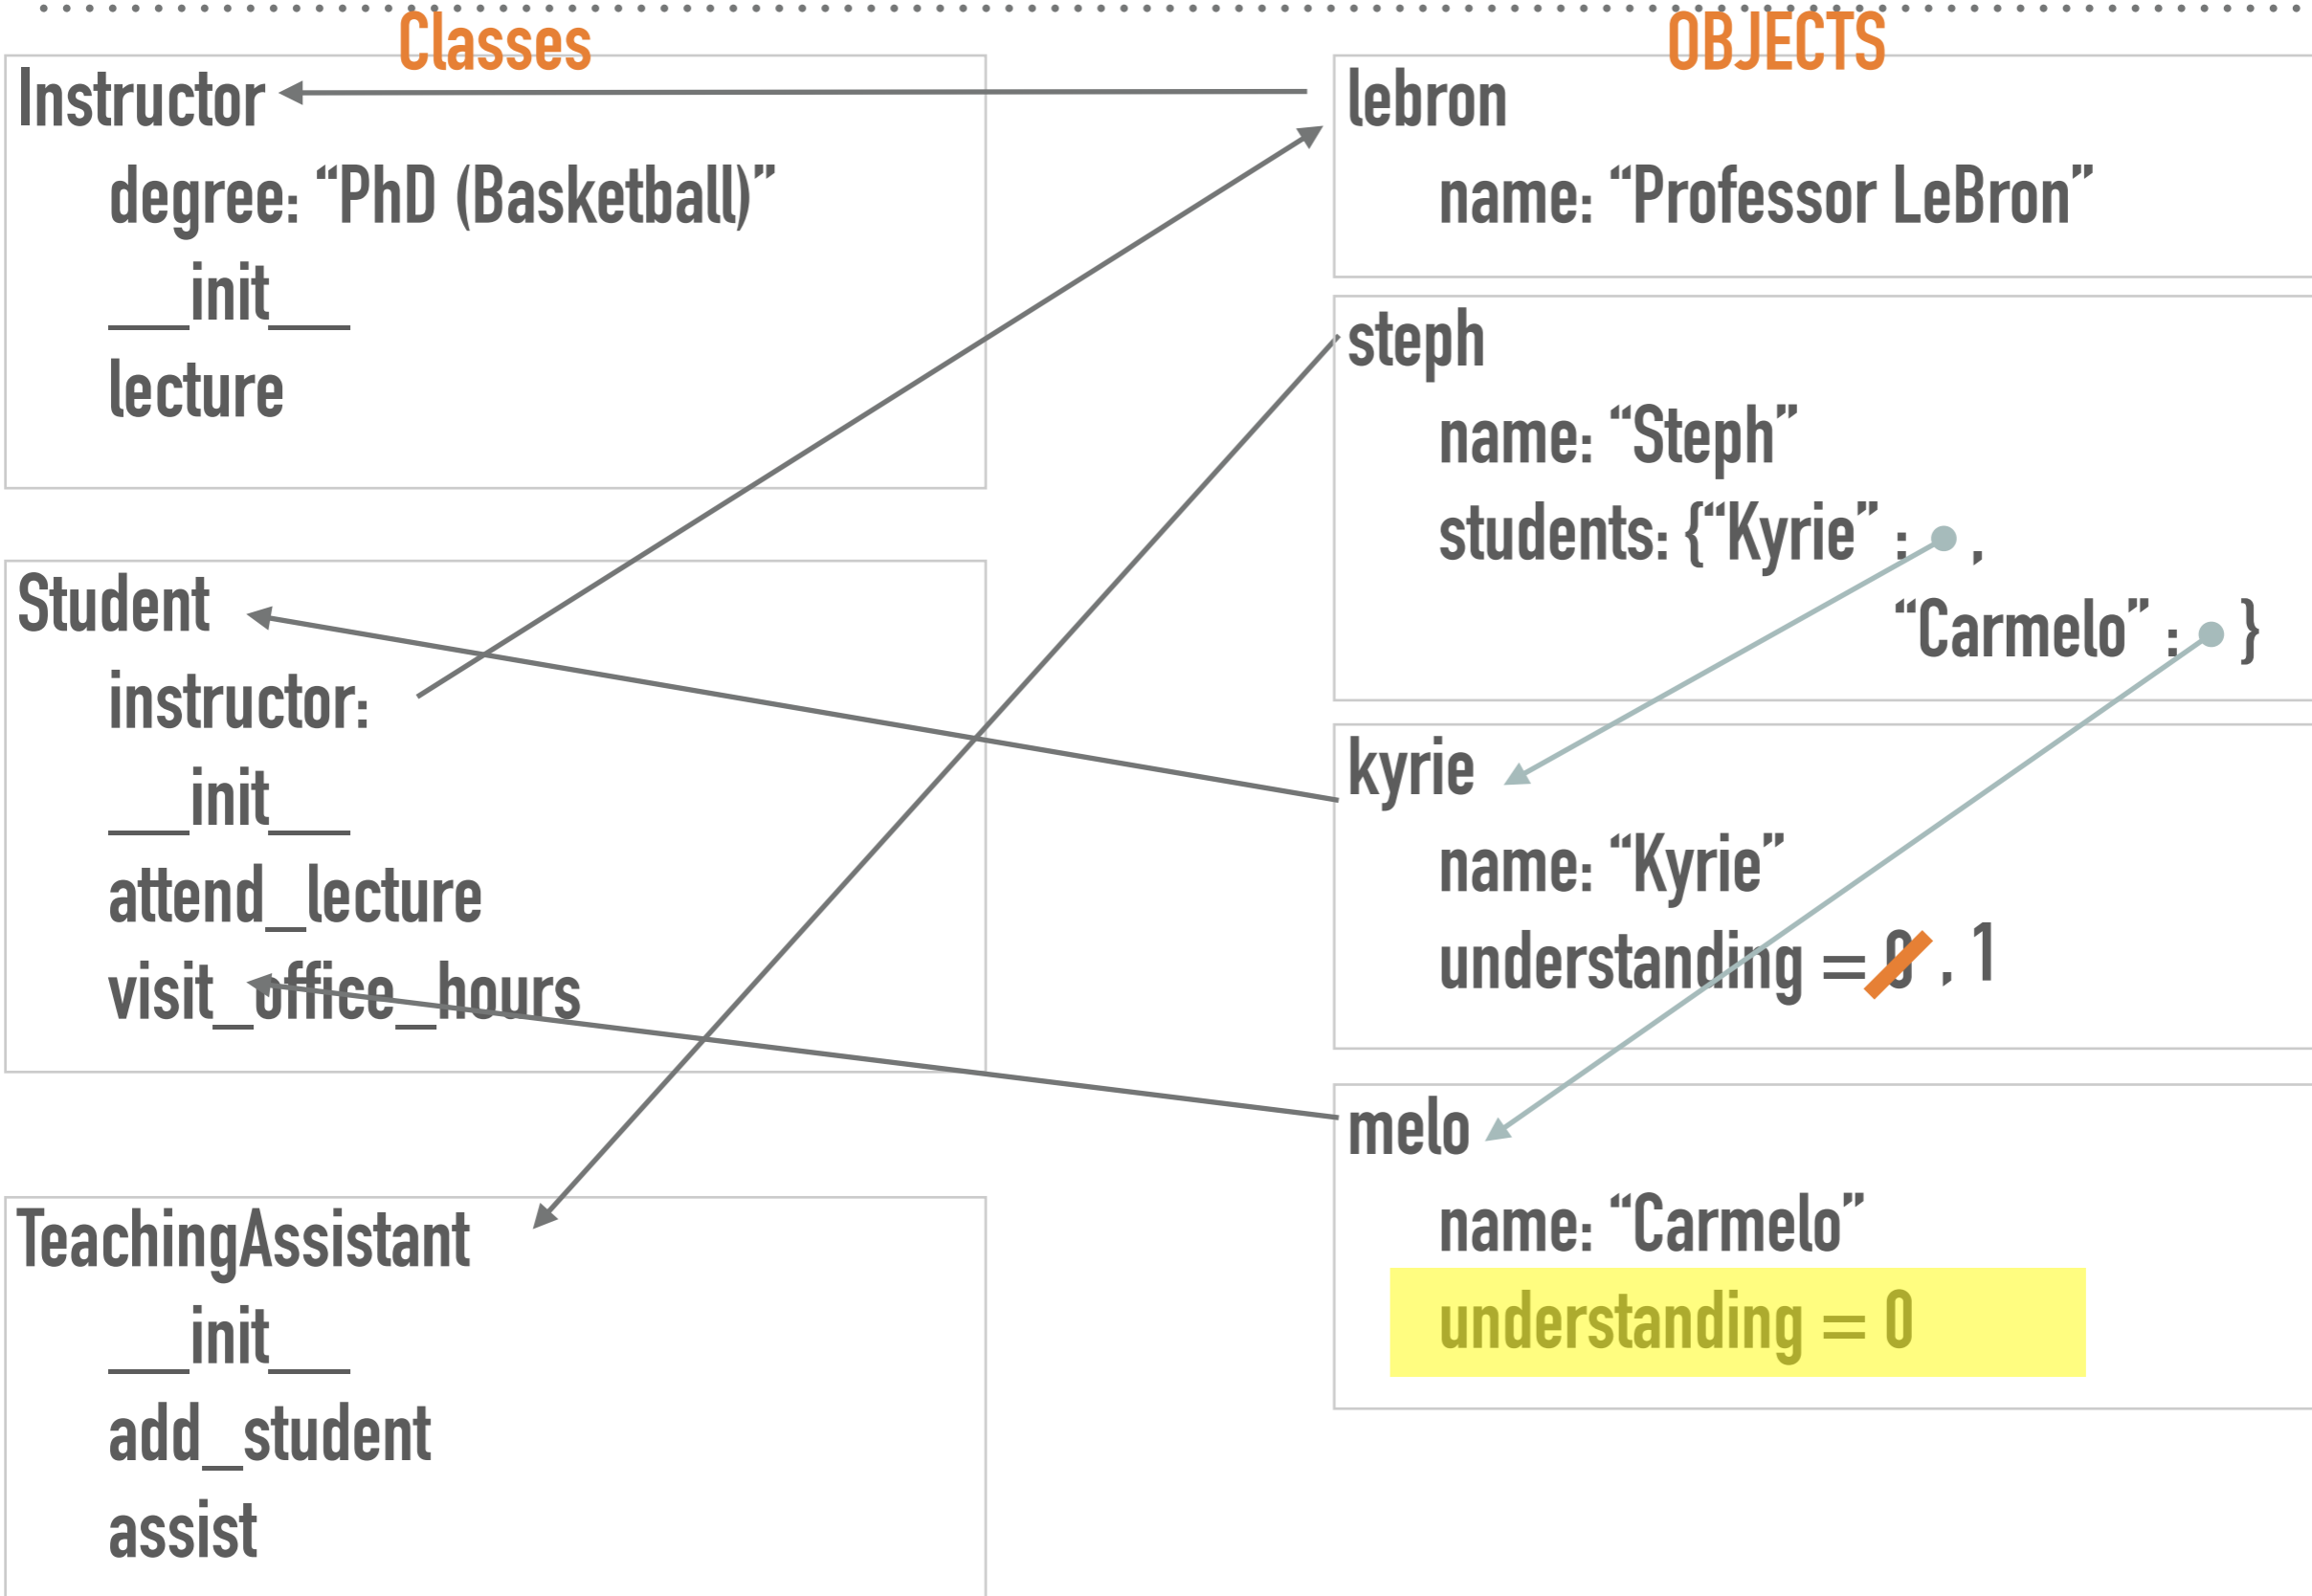 Classes
Instructor
degree: “PhD (Basketball)”
__init__
lecture
Student
instructor:
__init__
attend_lecture
visit_office_hours
TeachingAssistant
__init__
add_student
assist
OBJECTS
lebron
name: “Professor LeBron”
steph
name: “Steph”
students: {“Kyrie” : ,
“Carmelo” : }
kyrie
name: “Kyrie”
understanding = 0 , 1
melo
name: “Carmelo”
understanding = 0